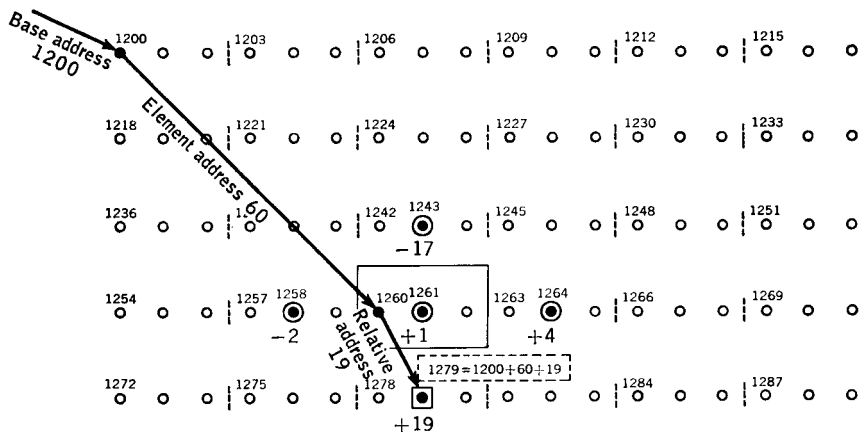 Base address
1200
1200 1203 1206 1209 1212 1215
Element address 60
1218 1221 1224 1227 1230 1233
1236 1242 1243 1245 1248 1251
-17
1254 1257 1258 1260 1261 1263 1264 1266 1269
-2 +1 +4
Relative
address
19
1279=1200+60+19
1272 1275 1278 1284 1287
+19